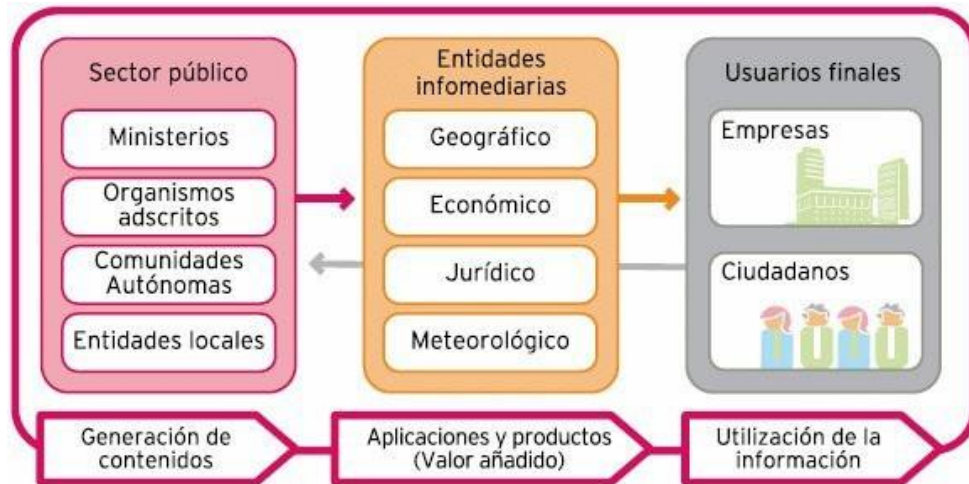 Sector público
Ministerios
Organismos
adscritos
Comunidades
Autónomas
Entidades locales
Entidades
infomediarias
Geográfico
Económico
Jurídico
Meteorológico
Usuarios finales
Empresas
Ciudadanos
Generación de
contenidos
Aplicaciones y productos
(Valor añadido)
Utilización de la
información